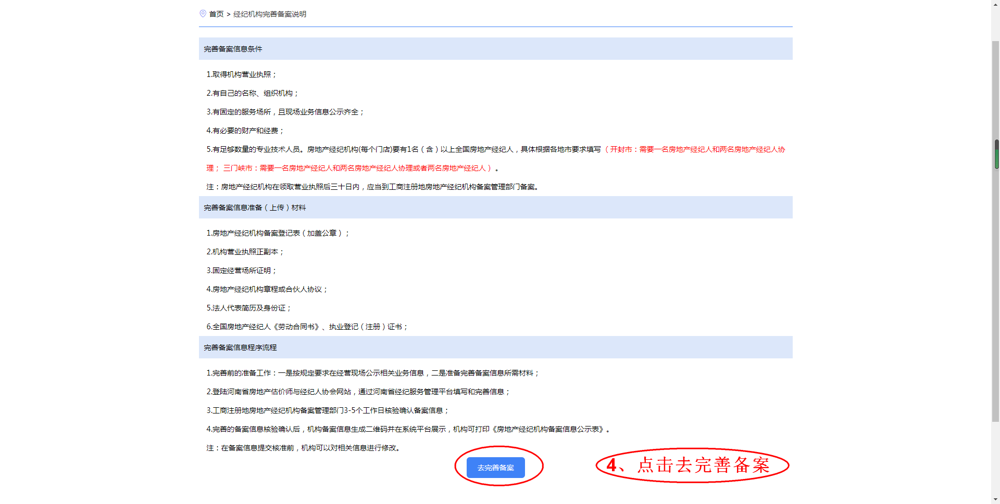 首页 > 经纪机构完善备案说明
完善备案信息条件
1.取得机构营业执照；
2.有自己的名称、组织机构；
3.有固定的服务场所，且现场业务信息公示齐全；
4.有必要的财产和经费；
5.有足够数量的专业技术人员。房地产经纪机构(每个门店)要有1名（含）以上全国房地产经纪人，具体根据各地市要求填写（开封市：需要一名房地产经纪人和两名房地产经纪人协
理； 三门峡市：需要一名房地产经纪人和两名房地产经纪人协理或者两名房地产经纪人）。
注：房地产经纪机构在领取营业执照后三十日内，应当到工商注册地房地产经纪机构备案管理部门备案。
完善备案信息准备（上传）材料
1.房地产经纪机构备案登记表（加盖公章）；
2.机构营业执照正副本；
3.固定经营场所证明；
4.房地产经纪机构章程或合伙人协议；
5.法人代表简历及身份证；
6.全国房地产经纪人《劳动合同书》、执业登记（注册）证书；
完善备案信息程序流程
1.完善前的准备工作：一是按规定要求在经营现场公示相关业务信息，二是准备完善备案信息所需材料；
2.登陆河南省房地产估价师与经纪人协会网站，通过河南省经纪服务管理平台填写和完善信息；
3.工商注册地房地产经纪机构备案管理部门3-5个工作日核验确认备案信息；
4.完善的备案信息核验确认后，机构备案信息生成二维码并在系统平台展示，机构可打印《房地产经纪机构备案信息公示表》。
注：在备案信息提交核准前，机构可以对相关信息进行修改。
去完善备案
4、点击去完善备案